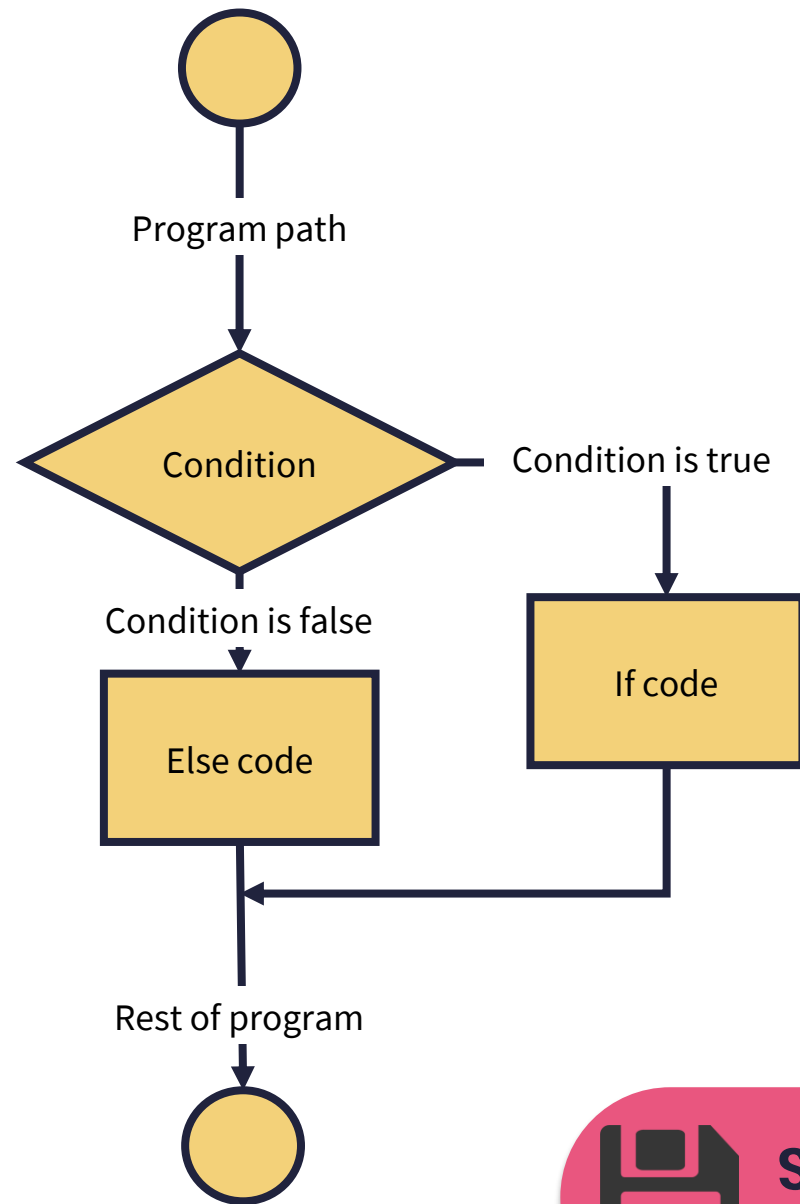 Program path
Condition
Condition is true
Condition is false
If code
Else code
Rest of program
S